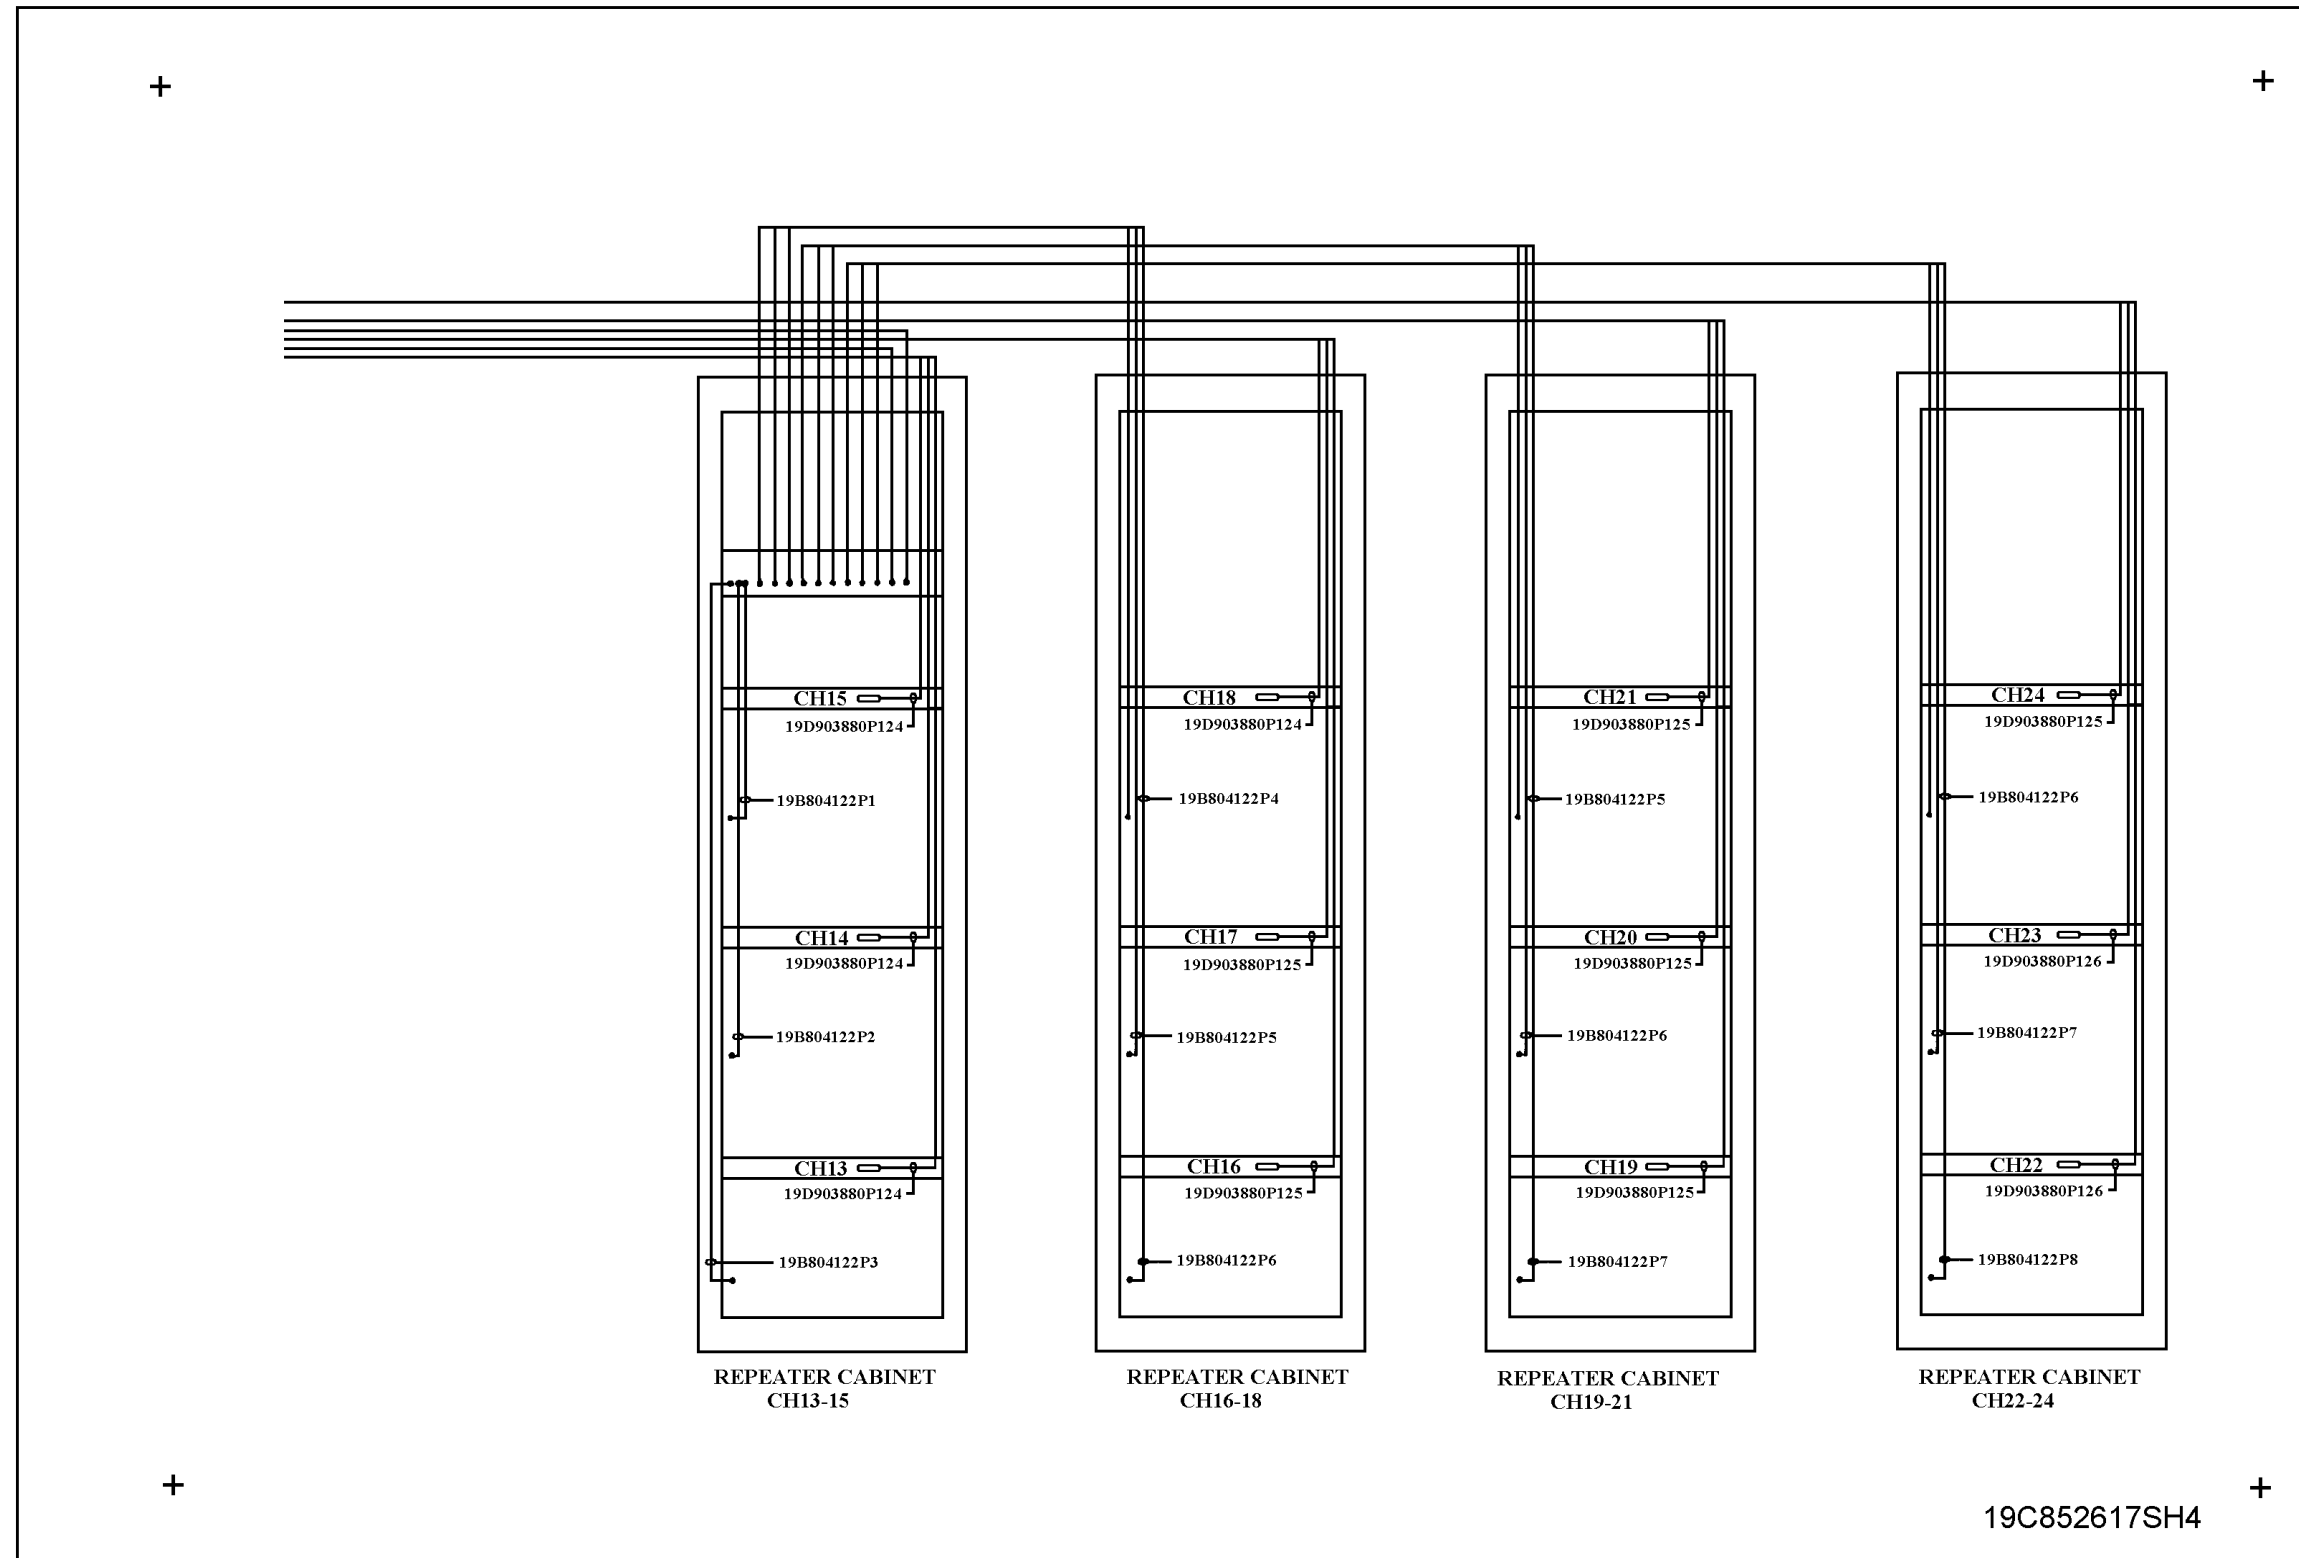 CH15
19D903880P124
19B804122P1
CH14
19D903880P124
19B804122P2
CH13
19D903880P124
19B804122P3
REPEATER CABINET
CH13-15
CH18
19D903880P124
19B804122P4
CH17
19D903880P125
19B804122P5
CH16
19D903880P125
19B804122P6
REPEATER CABINET
CH16-18
CH21
19D903880P125
19B804122P5
CH20
19D903880P125
19B804122P6
CH19
19D903880P125
19B804122P7
REPEATER CABINET
CH19-21
CH24
19D903880P125
19B804122P6
CH23
19D903880P126
19B804122P7
CH22
19D903880P126
19B804122P8
REPEATER CABINET
CH22-24
19C852617SH4